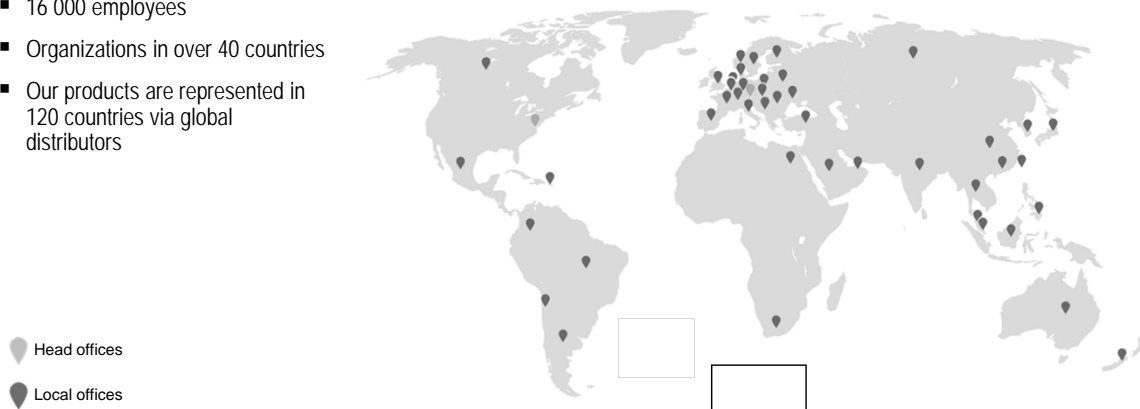 16 000 employees
Organizations in over 40 countries
Our products are represented in
120 countries via global
distributors
Head offices
Local offices